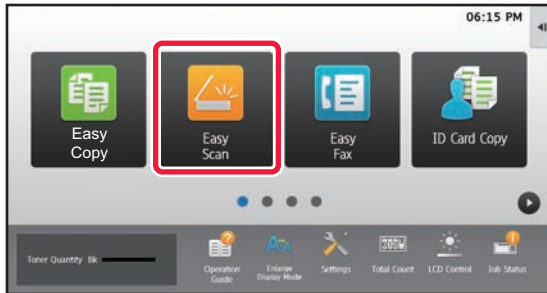 06:15 PM
Easy
Copy
Easy
Scan
Easy
Fax
ID Card Copy
Toner Quantity Bk
Operation
Guide
Enlarge
Display Mode
Settings
Total Count
LCD Control
Job Status